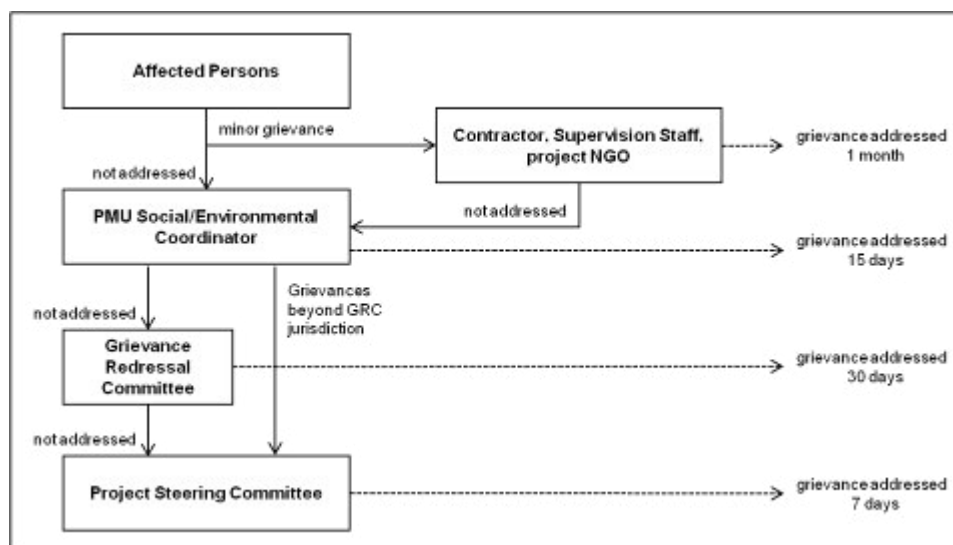 Affected Persons
minor grievance
Contractor, Supervision Staff,
project NGO
grievance addressed
1 month
not addressed
not addressed
PMU Social/Environmental
Coordinator
grievance addressed
15 days
Grievances
beyond GRC
jurisdiction
not addressed
Grievance
Redressal
Committee
grievance addressed
30 days
not addressed
Project Steering Committee
grievance addressed
7 days